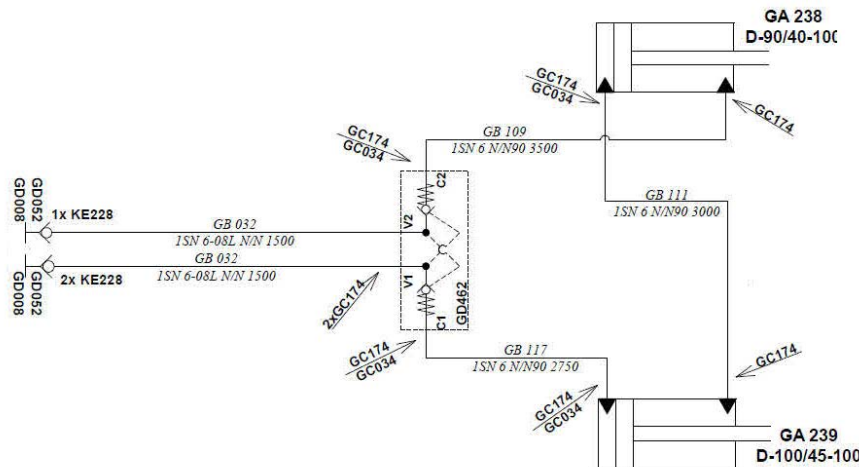 GA 238
D-90/40-100
GC174
GC034
GC174
GC174
GC034
GB 109
1SN 6 N/N90 3500
GB 111
1SN 6 N/N90 3000
C2
V2
GD052
GD008
1x KE228
GB 032
1SN 6-08L N/N 1500
GB 032
1SN 6-08L N/N 1500
GD052
GD008
2x KE228
2xGC174
V1
C1
GD462
GC174
GC034
GB 117
1SN 6 N/N90 2750
GC174
GC174
GC034
GA 239
D-100/45-100